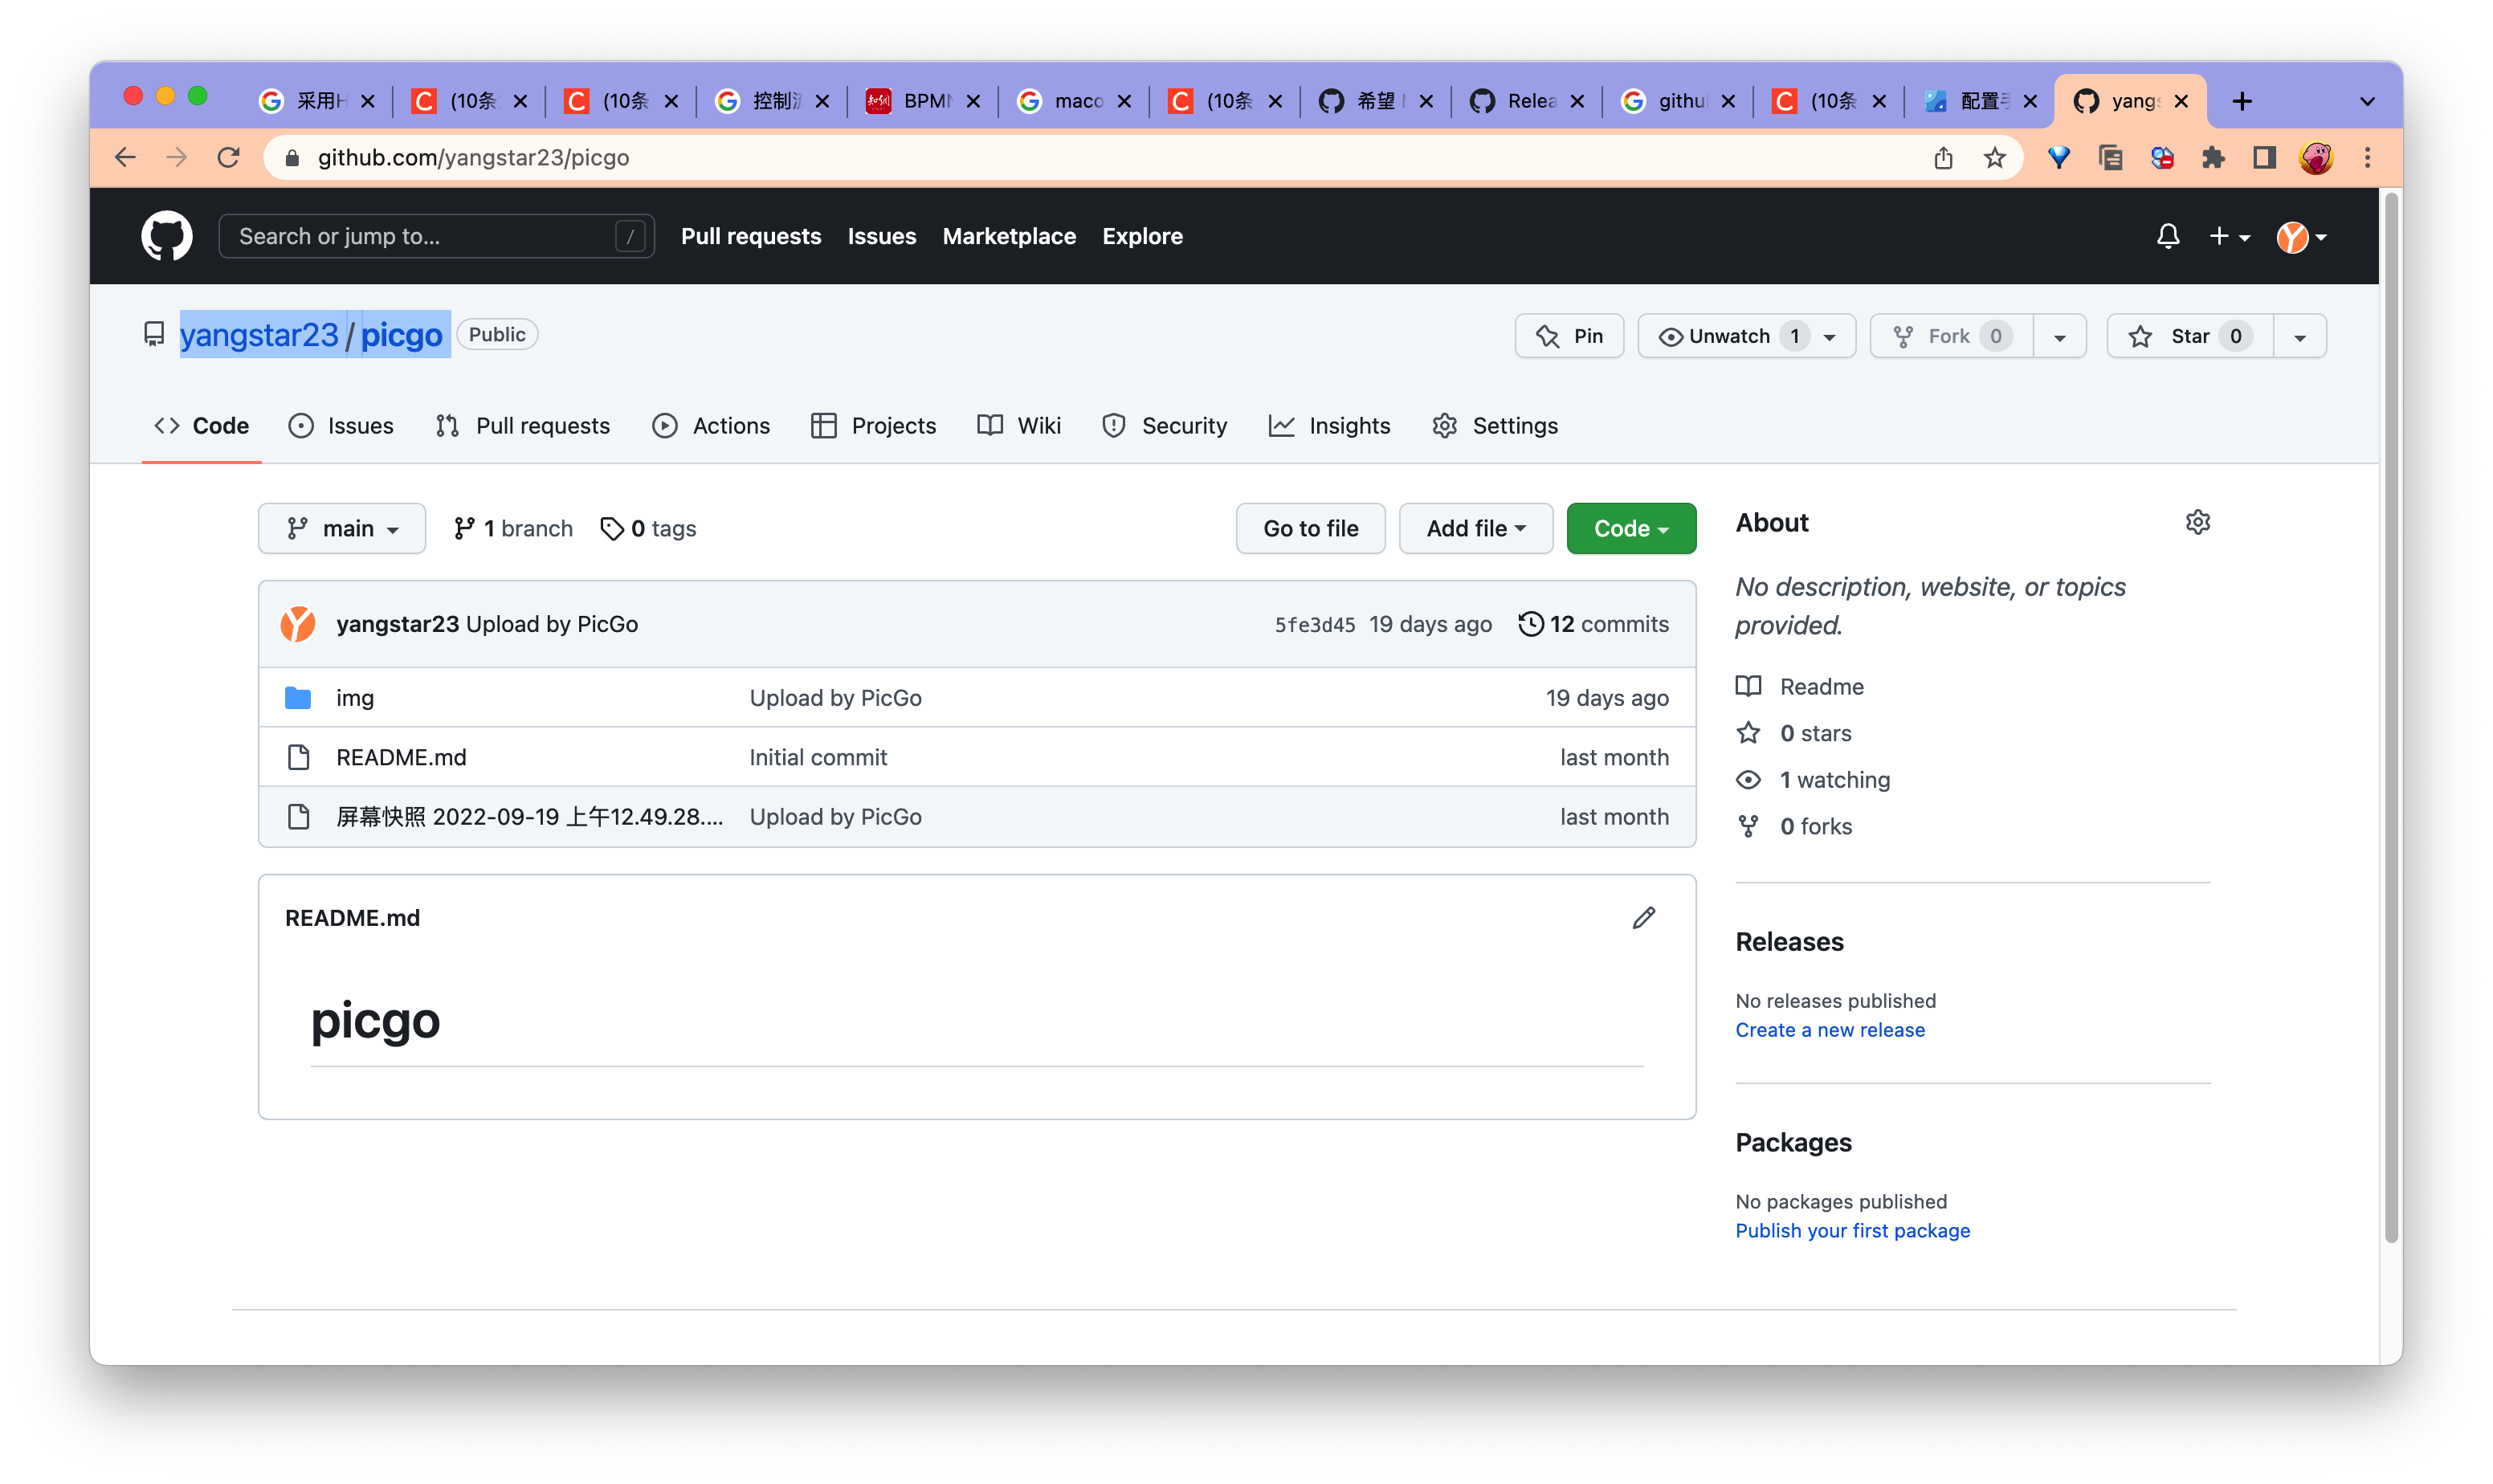 采用H
(10条
(10条
控制流
知网 BPMN
maco
(10条
希望
Relea
githu
(10条
配置手
yangs
github.com/yangstar23/picgo
Search or jump to...
/
Pull requests
Issues
Marketplace
Explore
yangstar23 / picgo
Public
Pin
Unwatch 1
Fork 0
Star 0
Code
Issues
Pull requests
Actions
Projects
Wiki
Security
Insights
Settings
main
1 branch
0 tags
Go to file
Add file
Code
yangstar23 Upload by PicGo
5fe3d45 19 days ago
12 commits
img
Upload by PicGo
19 days ago
README.md
Initial commit
last month
屏幕快照 2022-09-19 上午12.49.28....
Upload by PicGo
last month
README.md
picgo
About
No description, website, or topics
provided.
Readme
0 stars
1 watching
0 forks
Releases
No releases published
Create a new release
Packages
No packages published
Publish your first package